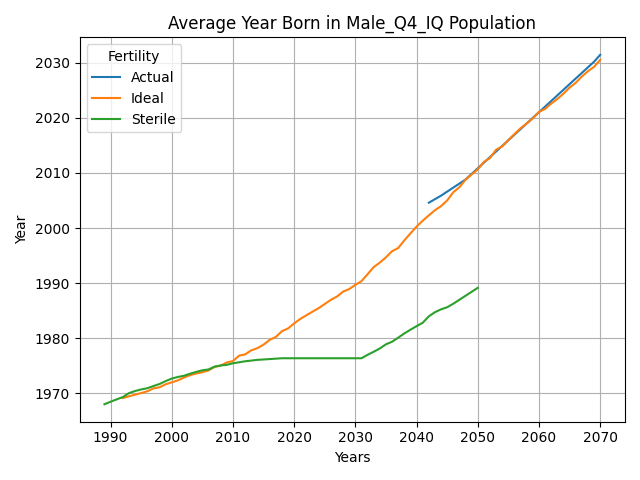 Average Year Born in Male_Q4_IQ Population
Fertility
Actual
Ideal
Sterile
Year
2030
2020
2010
2000
1990
1980
1970
1990 2000 2010 2020 2030 2040 2050 2060 2070
Years